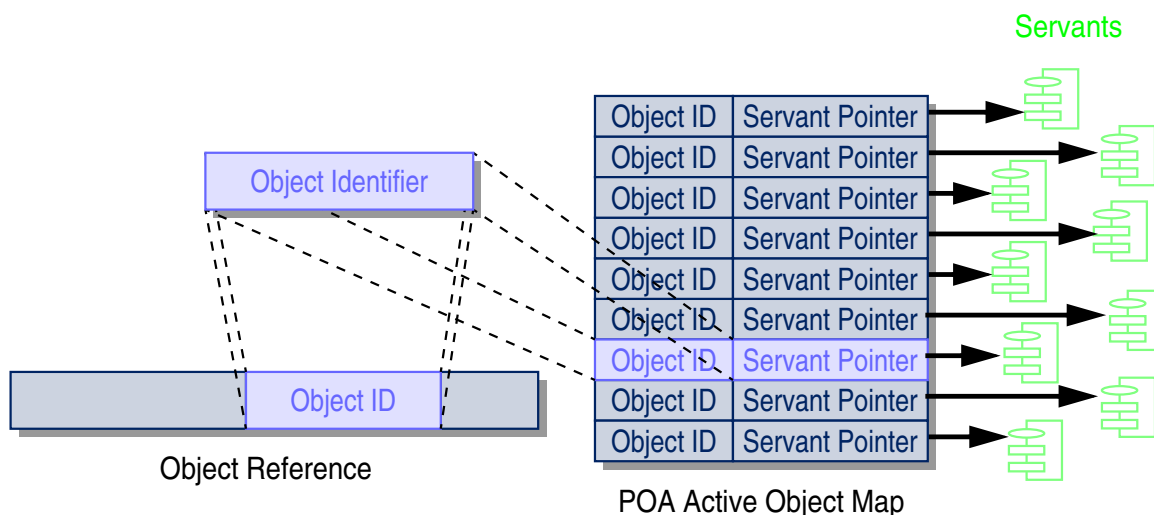 Servants
Object ID Servant Pointer
Object ID Servant Pointer
Object Identifier
Object ID Servant Pointer
Object ID Servant Pointer
Object ID Servant Pointer
Object ID Servant Pointer
Object ID Servant Pointer
Object ID
Object ID Servant Pointer
Object ID Servant Pointer
Object Reference
POA Active Object Map